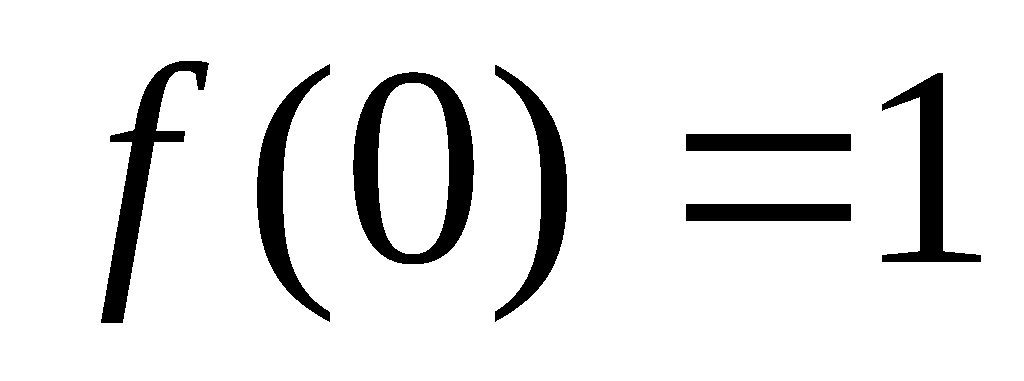 f (0) =1